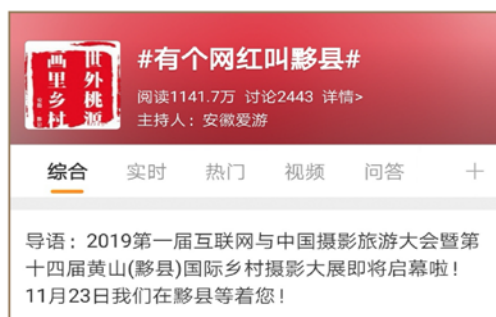 世外桃源
画里乡村
#有个网红叫黟县#
阅读1141.7万 讨论2443 详情>
主持人：安徽爱游
综合 实时 热门 视频 问答
导语：2019第一届互联网与中国摄影旅游大会暨第
十四届黄山(黟县)国际乡村摄影大展即将启幕啦！
11月23日我们在黟县等着您！